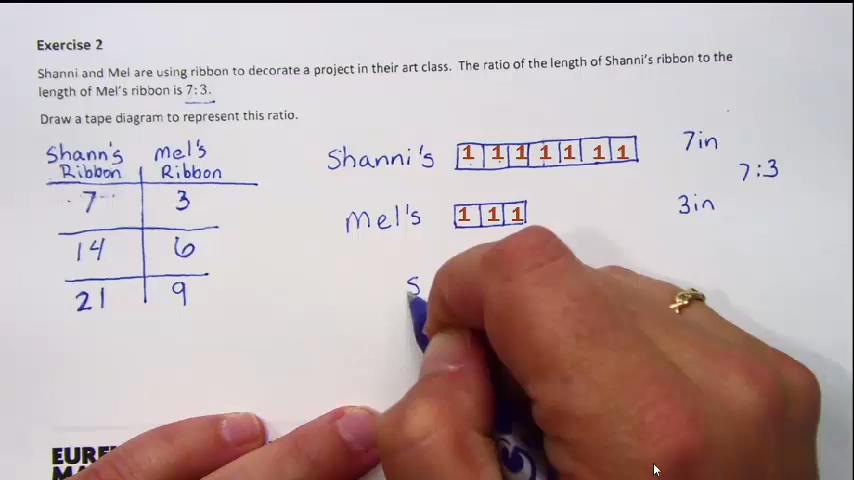 Exercise 2
Shanni and Mel are using ribbon to decorate a project in their art class. The ratio of the length of Shanni's ribbon to the
length of Mel's ribbon is 7:3.
Draw a tape diagram to represent this ratio.
Shann's Mel's
Ribbon Ribbon
7 3
14 6
21 9
Shanni's 1 1 1 1 1 1 1 7in
7:3
Mel's 1 1 1 3in
S